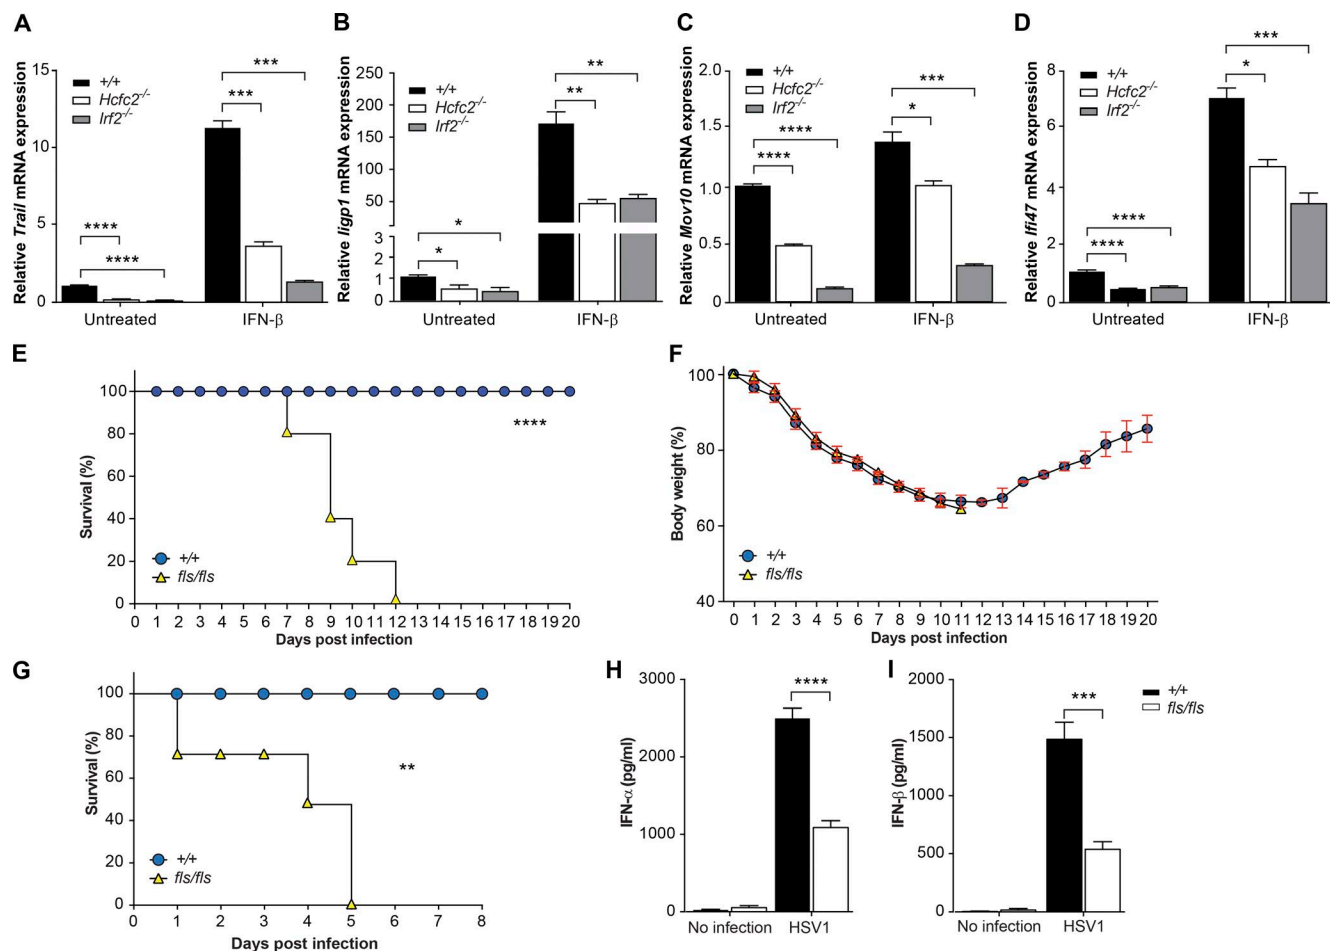 A
Relative Trail mRNA expression
15
10
5
0
+/+
Hcfc2-/-
Irf2-/-
****
****
***
***
Untreated
IFN-β
B
Relative Iigp1 mRNA expression
250
200
150
100
50
3
2
1
0
+/+
Hcfc2-/-
Irf2-/-
*
*
**
**
Untreated
IFN-β
C
Relative Mov10 mRNA expression
2.0
1.5
1.0
0.5
0
+/+
Hcfc2-/-
Irf2-/-
****
****
***
*
Untreated
IFN-β
D
Relative Ifi47 mRNA expression
8
6
4
2
0
+/+
Hcfc2-/-
Irf2-/-
****
****
***
*
Untreated
IFN-β
E
Survival (%)
100
80
60
40
20
0
****
+/+
fls/fls
0 1 2 3 4 5 6 7 8 9 10 11 12 13 14 15 16 17 18 19 20
Days post infection
F
Body weight (%)
100
80
60
40
+/+
fls/fls
0 1 2 3 4 5 6 7 8 9 10 11 12 13 14 15 16 17 18 19 20
Days post infection
G
Survival (%)
100
80
60
40
20
0
**
+/+
fls/fls
0 1 2 3 4 5 6 7 8
Days post infection
H
IFN-α (pg/ml)
3000
2000
1000
0
****
No infection
HSV1
I
IFN-β (pg/ml)
2000
1500
1000
500
0
***
No infection
HSV1
+/+
fls/fls